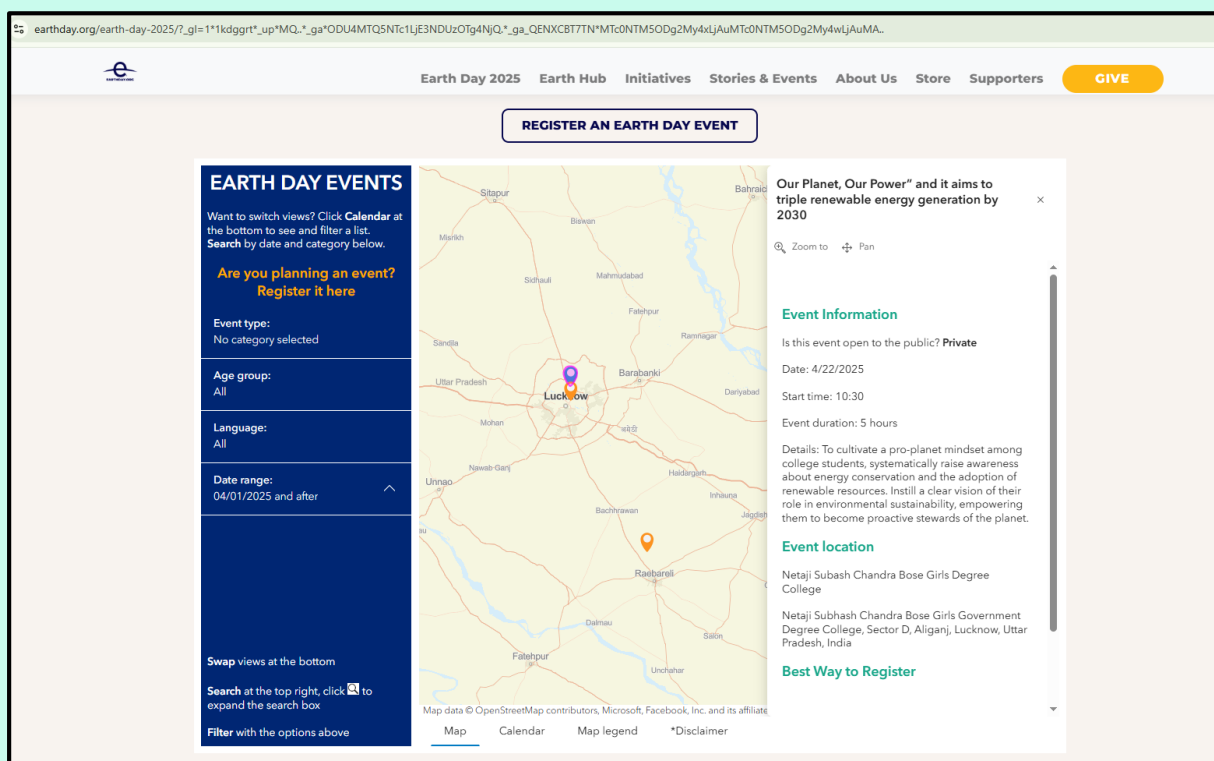 earthday.org/earth-day-2025/?_gl=1*1kdggrt*_up*MQ..*_ga*ODU4MTQ5NTc1LjE3NDUzOTg4NjQ.*_ga_QENXCBT7TN*MTc0NTM5ODg2My4xLjAuMTc0NTM5ODg2My4wLjAuMA..
Earth Day 2025 Earth Hub Initiatives Stories & Events About Us Store Supporters GIVE
REGISTER AN EARTH DAY EVENT
EARTH DAY EVENTS
Want to switch views? Click Calendar at
the bottom to see and filter a list.
Search by date and category below.
Are you planning an event?
Register it here
Event type:
No category selected
Age group:
All
Language:
All
Date range:
04/01/2025 and after
Swap views at the bottom
Search at the top right, click to
expand the search box
Filter with the options above
Sitapur
Bahraic
Biswan
Misrikh
Sidhauli
Mahmudabad
Fatehpur
Ramnagar
Sandila
Uttar Pradesh
Barabanki
Lucknow
Dariyabad
Mohan
Nawab Ganj
Haidargarh
Unnao
Inhauna
Bachhrawan
Jagdish
au
Raebareli
Dalmau
Salon
Fatehpur
Unchahar
Map data © OpenStreetMap contributors, Microsoft, Facebook, Inc. and its affiliate
Map Calendar Map legend *Disclaimer
Our Planet, Our Power“ and it aims to
triple renewable energy generation by
2030
×
Zoom to Pan
Event Information
Is this event open to the public? Private
Date: 4/22/2025
Start time: 10:30
Event duration: 5 hours
Details: To cultivate a pro-planet mindset among
college students, systematically raise awareness
about energy conservation and the adoption of
renewable resources. Instill a clear vision of their
role in environmental sustainability, empowering
them to become proactive stewards of the planet.
Event location
Netaji Subash Chandra Bose Girls Degree
College
Netaji Subhash Chandra Bose Girls Government
Degree College, Sector D, Aliganj, Lucknow, Uttar
Pradesh, India
Best Way to Register